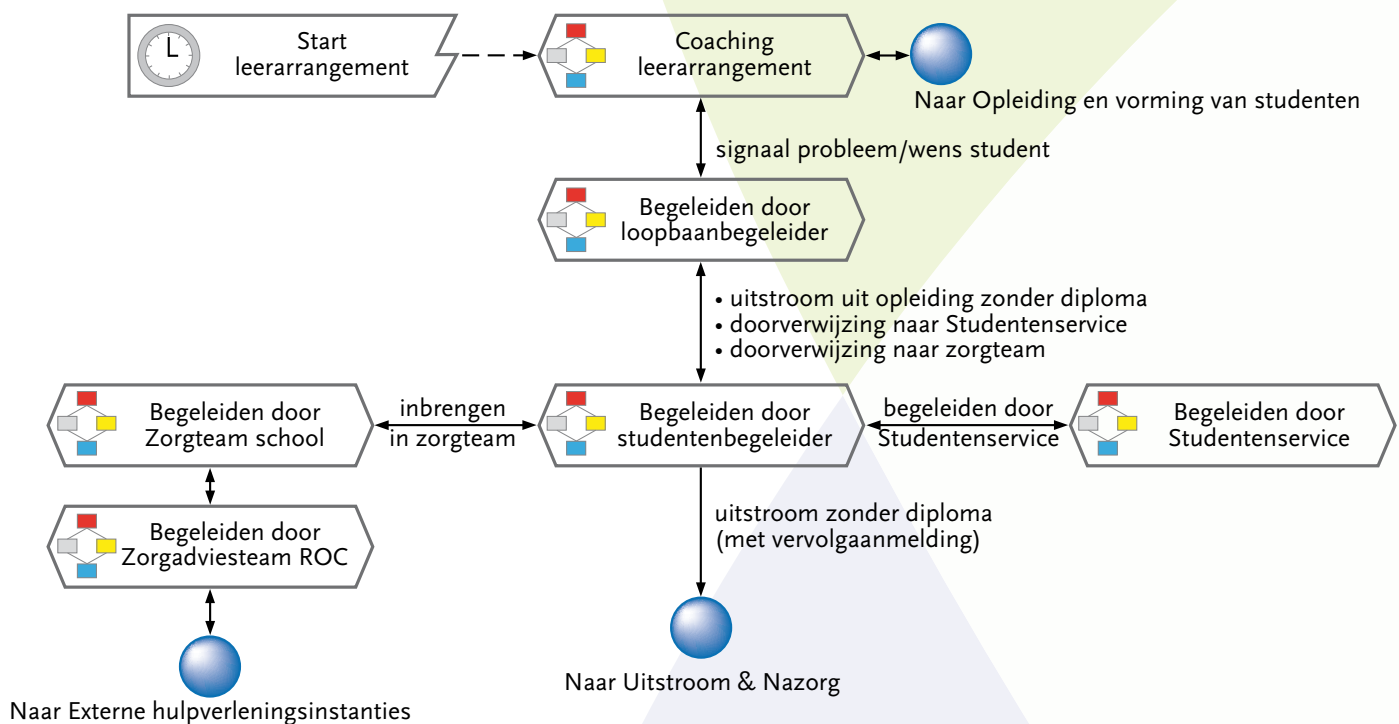 Start
leerarrangement
Coaching
leerarrangement
Naar Opleiding en vorming van studenten
signaal probleem/wens student
Begeleiden door
loopbaanbegeleider
• uitstroom uit opleiding zonder diploma
• doorverwijzing naar Studentenservice
• doorverwijzing naar zorgteam
Begeleiden door
Zorgteam school
inbrengen
in zorgteam
Begeleiden door
studentenbegeleider
begeleiden door
Studentenservice
Begeleiden door
Studentenservice
Begeleiden door
Zorgadviesteam ROC
uitstroom zonder diploma
(met vervolgaanmelding)
Naar Uitstroom & Nazorg
Naar Externe hulpverleningsinstanties